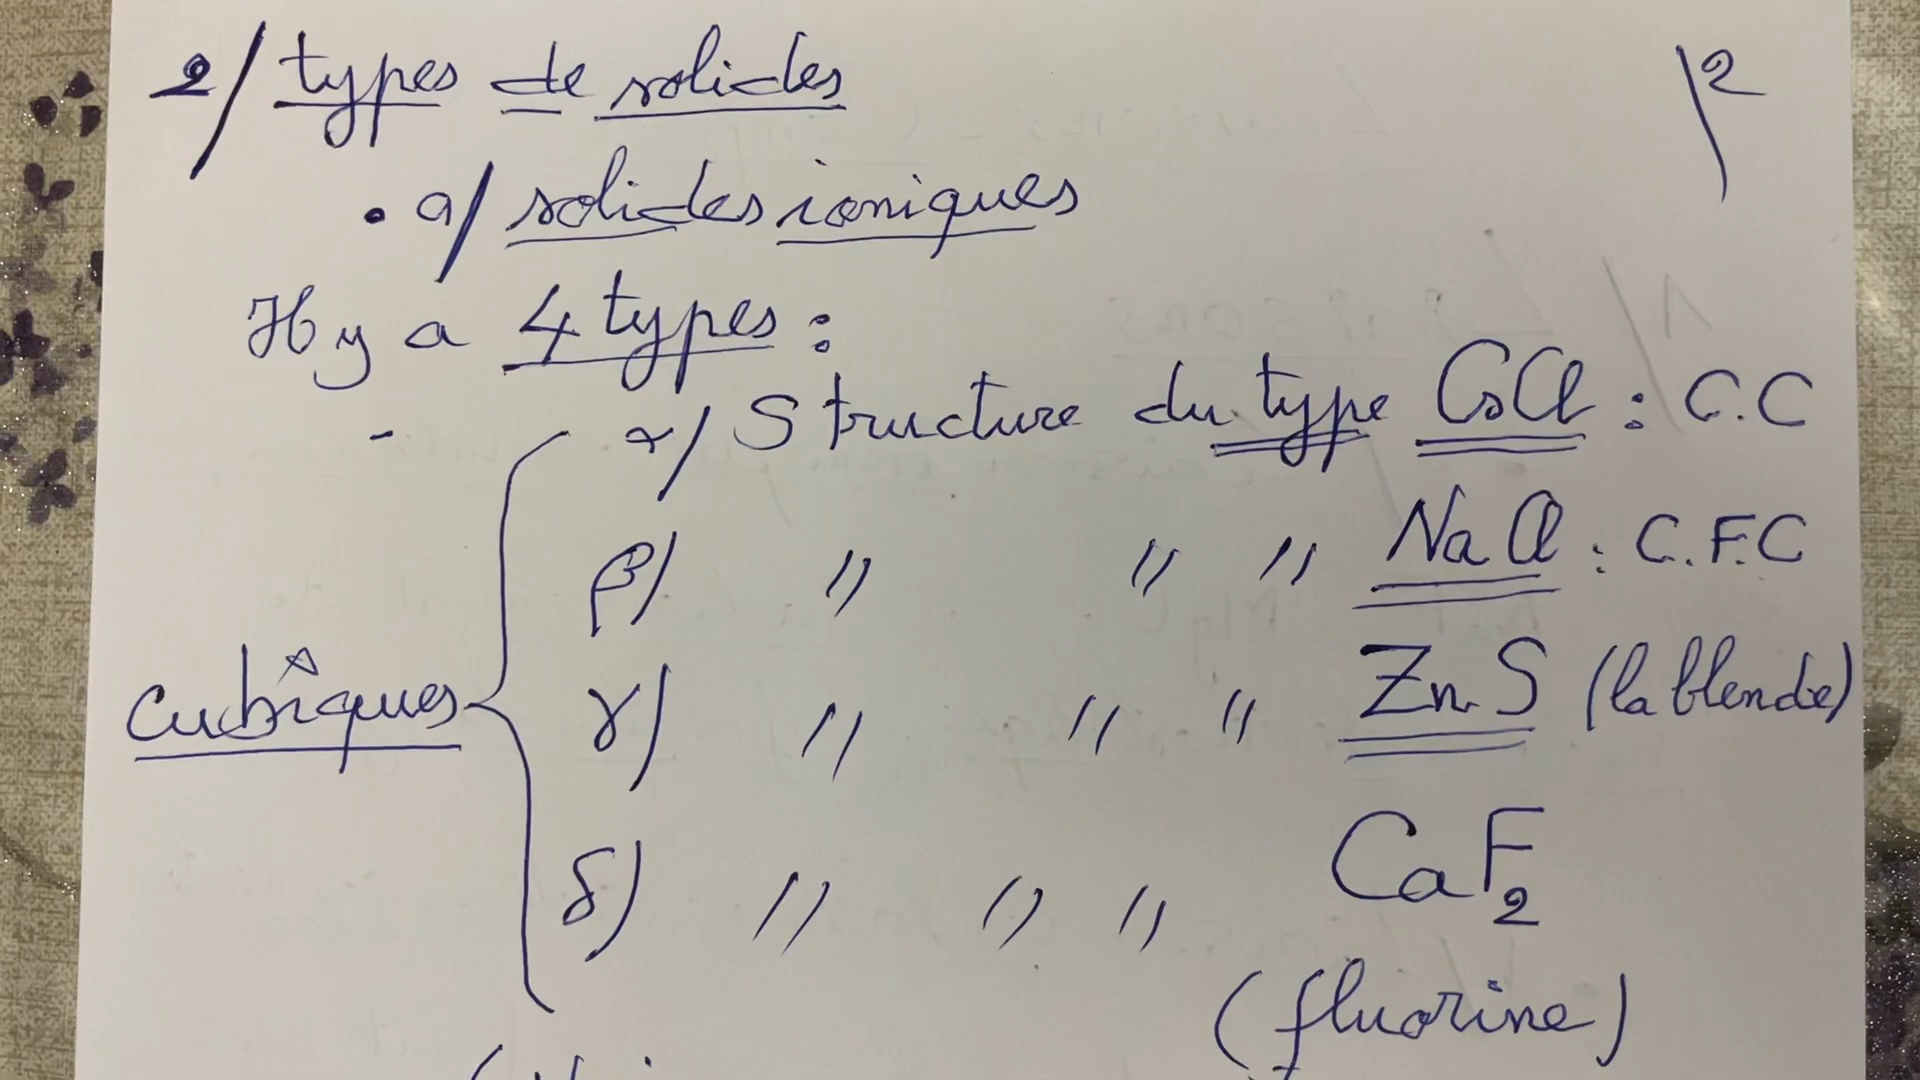 2/ types de solides
2
• a/ solides ioniques
Il y a 4 types :
- α/ Structure du type CsCl : C.C
β/ " " " NaCl : C.F.C
cubiques
γ/ " " " ZnS (la blende)
δ/ " " " CaF₂
(fluorine)